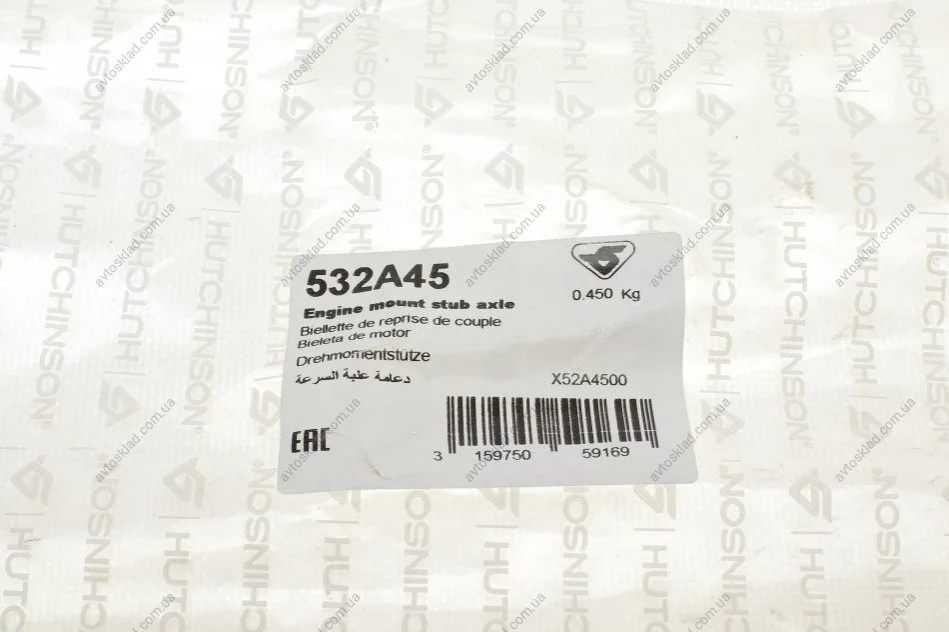 532A45
0.450 Kg
Engine mount stub axle
Biellette de reprise de couple
Bieleta de motor
Drehmomentstütze
دعامة علبة السرعة
X52A4500
EAC
3 159750 59169
HUTCHINSON®
avtosklad.com.ua